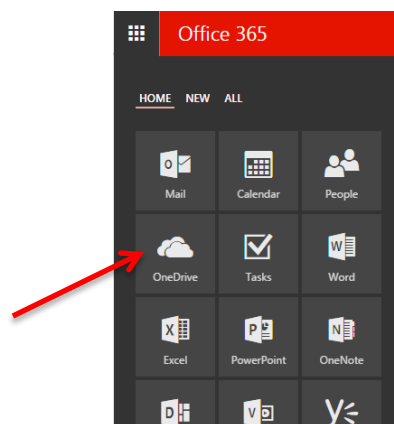 Office 365
HOME NEW ALL
Mail Calendar People
OneDrive Tasks Word
Excel PowerPoint OneNote